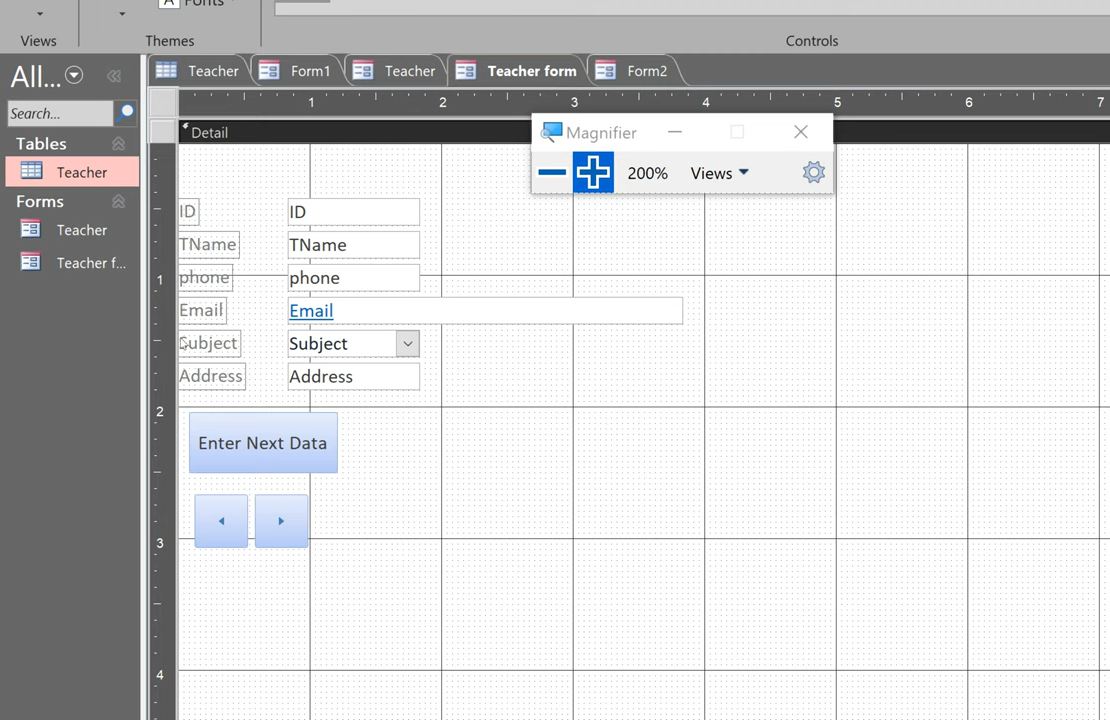 Fonts
Views
Themes
Controls
All...
Teacher
Form1
Teacher
Teacher form
Form2
Search...
1
2
3
4
5
6
7
Detail
Magnifier
200%
Views
Tables
Teacher
Forms
Teacher
Teacher f...
ID
ID
TName
TName
phone
phone
1
Email
Email
Subject
Subject
Address
Address
2
Enter Next Data
3
4